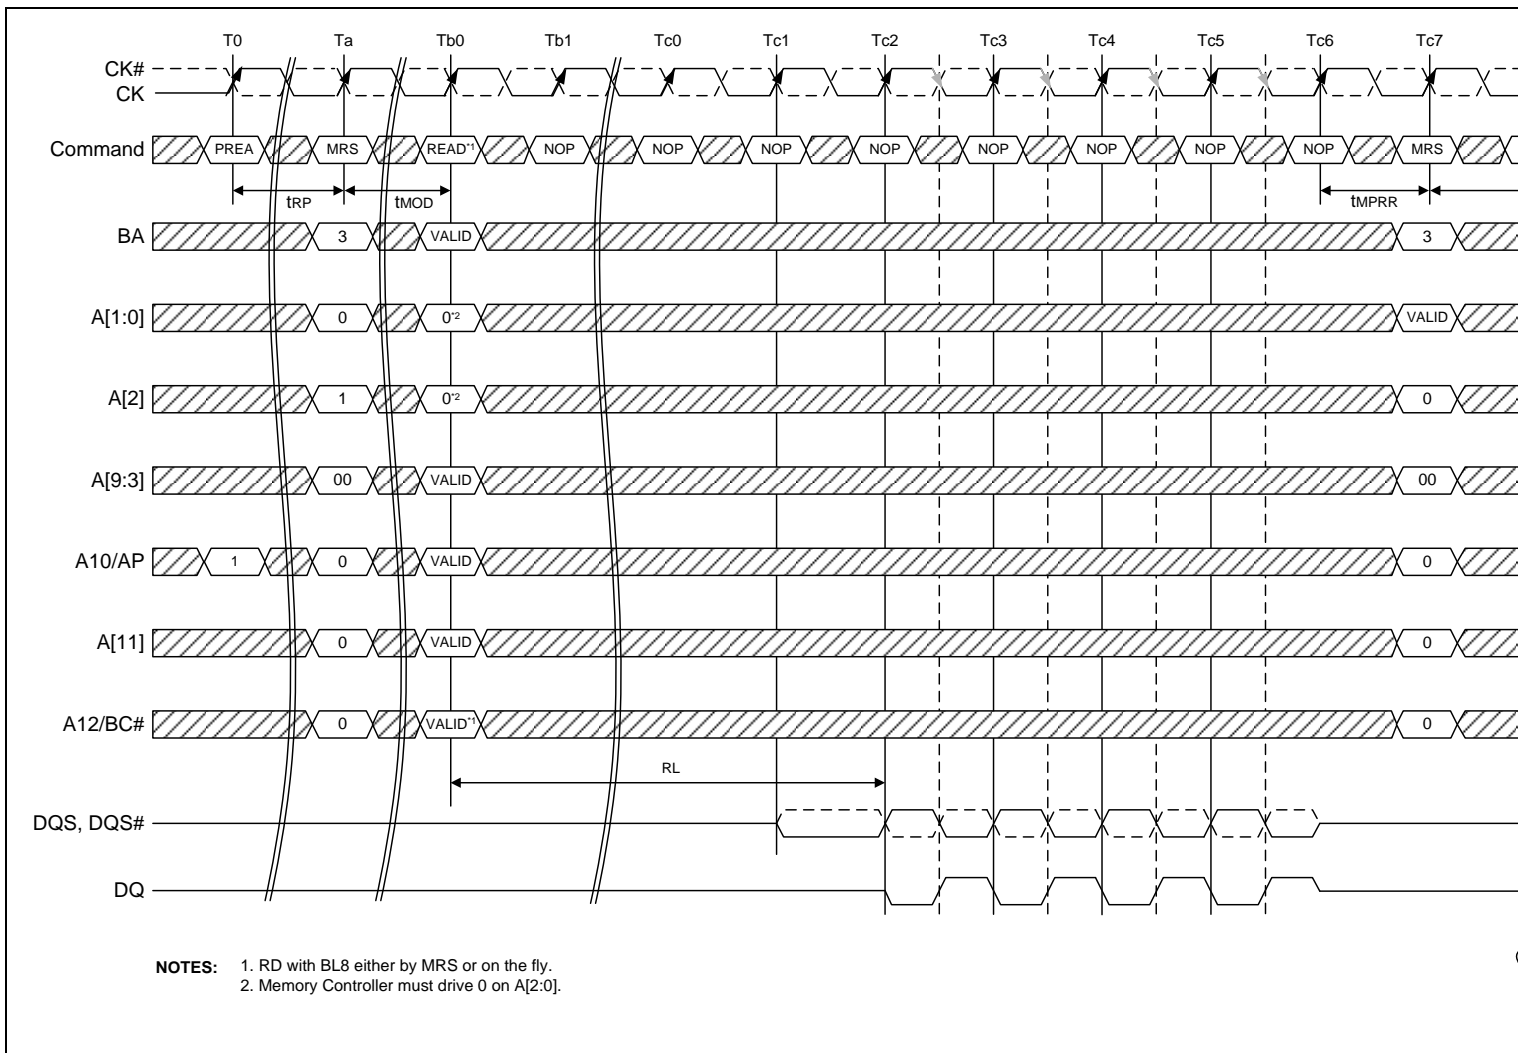 T0 Ta Tb0 Tb1 Tc0 Tc1 Tc2 Tc3 Tc4 Tc5 Tc6 Tc7
CK#
CK
Command PREA MRS READ*1 NOP NOP NOP NOP NOP NOP NOP NOP MRS
tRP tMOD tMPRR
BA 3 VALID 3
A[1:0] 0 0*2 VALID
A[2] 1 0*2 0
A[9:3] 00 VALID 00
A10/AP 1 0 VALID 0
A[11] 0 VALID 0
A12/BC# 0 VALID*1 0
RL
DQS, DQS#
DQ
NOTES: 1. RD with BL8 either by MRS or on the fly.
2. Memory Controller must drive 0 on A[2:0].